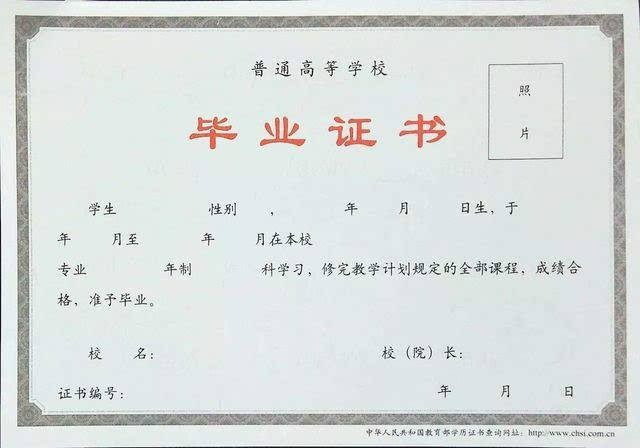 普通高等学校
照
片
毕业证书
学生 性别 ， 年 月 日生，于
年 月至 年 月在本校
专业 年制 科学习，修完教学计划规定的全部课程，成绩合
格，准予毕业。
校 名： 校（院）长：
证书编号： 年 月 日
中华人民共和国教育部学历证书查询网址：http://www.chsi.com.cn